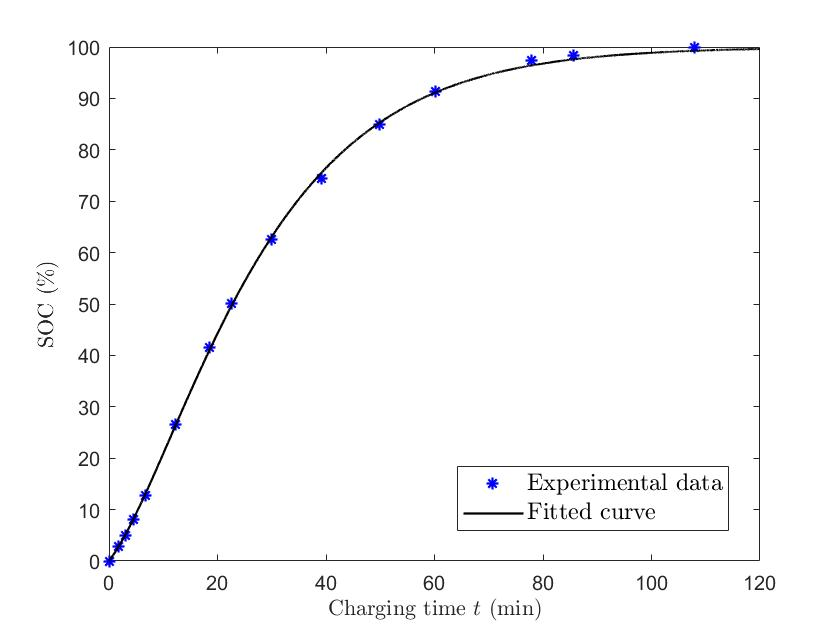 100
90
80
70
60
50
40
30
20
10
0
SOC (%)
Experimental data
Fitted curve
0 20 40 60 80 100 120
Charging time t (min)